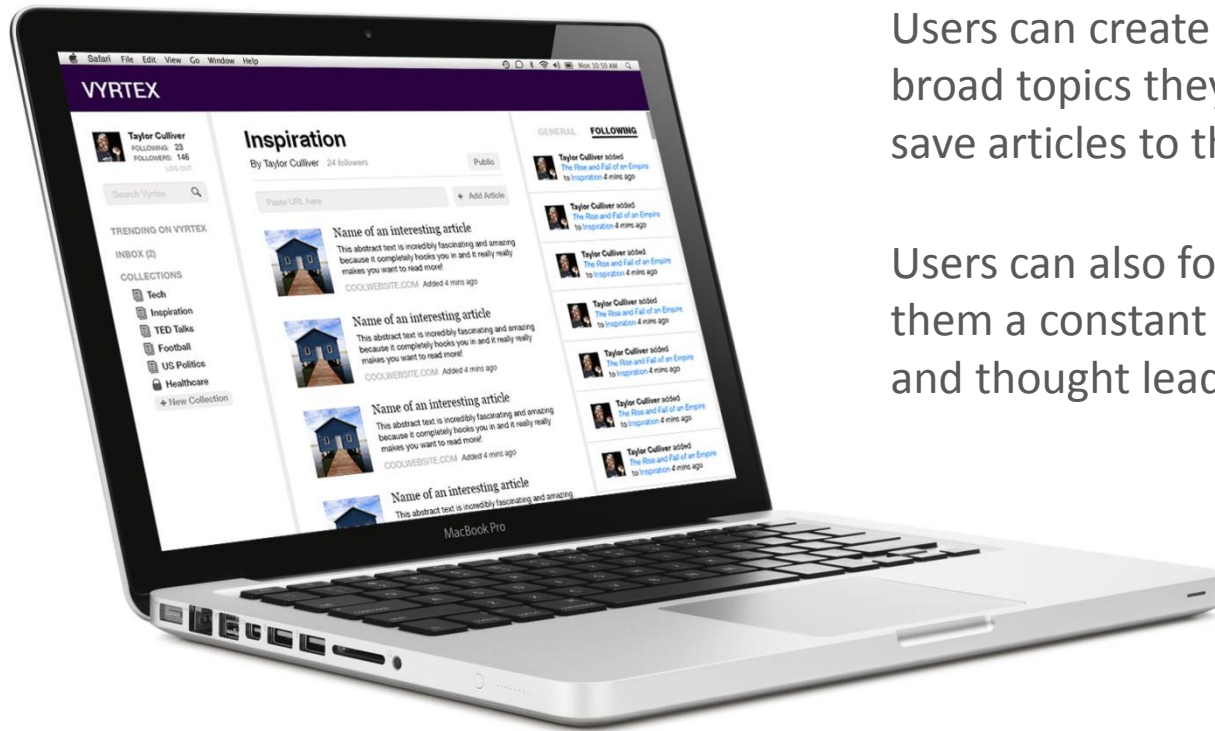 Users can create
broad topics they
save articles to th
Users can also fo
them a constant
and thought lead
Safari File Edit View Go Window Help
Mon 10:50 AM
VYRTEX
Taylor Culliver
FOLLOWING: 23
FOLLOWERS: 146
LOG OUT
Search Vyrtex
TRENDING ON VYRTEX
INBOX (2)
COLLECTIONS
Tech
Inspiration
TED Talks
Football
US Politics
Healthcare
+ New Collection
Inspiration
By Taylor Culliver 24 followers
Public
Paste URL here
+ Add Article
Name of an interesting article
This abstract text is incredibly fascinating and amazing
because it completely hooks you in and it really really
makes you want to read more!
COOLWEBSITE.COM Added 4 mins ago
Name of an interesting article
This abstract text is incredibly fascinating and amazing
because it completely hooks you in and it really really
makes you want to read more!
COOLWEBSITE.COM Added 4 mins ago
Name of an interesting article
This abstract text is incredibly fascinating and amazing
because it completely hooks you in and it really really
makes you want to read more!
COOLWEBSITE.COM Added 4 mins ago
Name of an interesting article
This abstract text is incredibly fascinating and amazing
GENERAL FOLLOWING
Taylor Culliver added
The Rise and Fall of an Empire
to Inspiration 4 mins ago
Taylor Culliver added
The Rise and Fall of an Empire
to Inspiration 4 mins ago
Taylor Culliver added
The Rise and Fall of an Empire
to Inspiration 4 mins ago
Taylor Culliver added
The Rise and Fall of an Empire
to Inspiration 4 mins ago
Taylor Culliver added
The Rise and Fall of an Empire
to Inspiration 4 mins ago
Taylor Culliver added
The Rise and Fall of an Empire
to Inspiration 4 mins ago
Taylor Culliver added
The Rise and Fall of an Empire
to Inspiration 4 mins ago
MacBook Pro